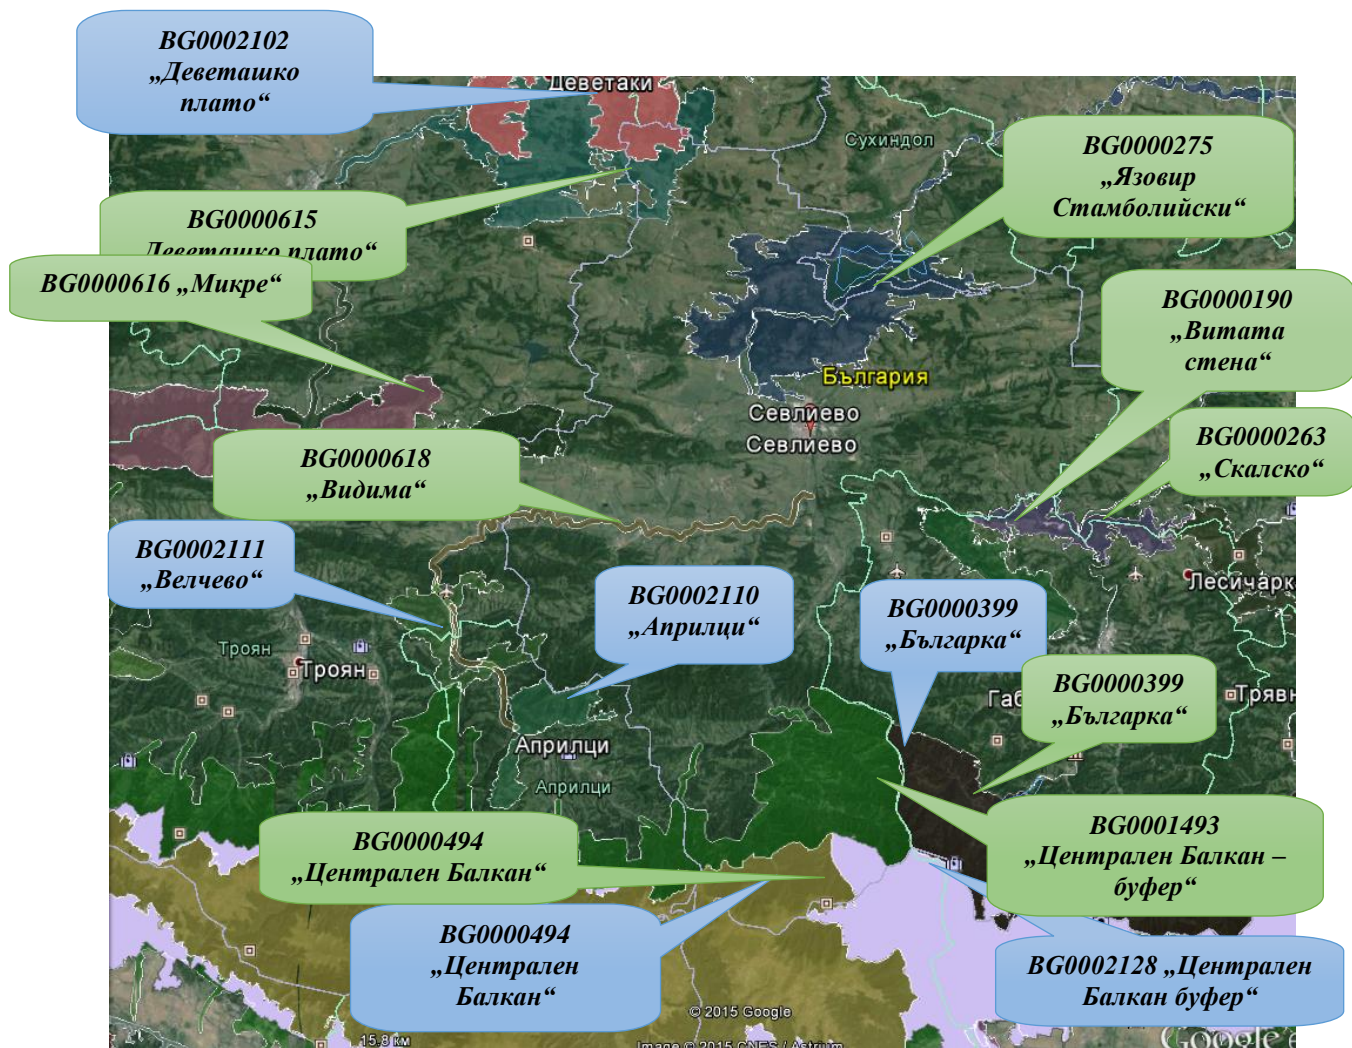 BG0002102
„Деветашко
плато“
Деветаки
Сухиндол
BG0000275
„Язовир
Стамболийски“
BG0000615
Деветашко плато“
BG0000616 „Микре“
BG0000190
„Витата
стена“
България
Севлиево
Севлиево
BG0000263
„Скалско“
BG0000618
„Видима“
BG0002111
„Велчево“
BG0002110
„Априлци“
BG0000399
„Българка“
Лесичарк
Троян
Троян
BG0000399
„Българка“
Габ
Трявн
Априлци
Априлци
BG0000494
„Централен Балкан“
BG0001493
„Централен Балкан –
буфер“
BG0000494
„Централен
Балкан“
BG0002128 „Централен
Балкан буфер“
© 2015 Google
15,8 км
Image © 2015 CNES / Astrium
Google e